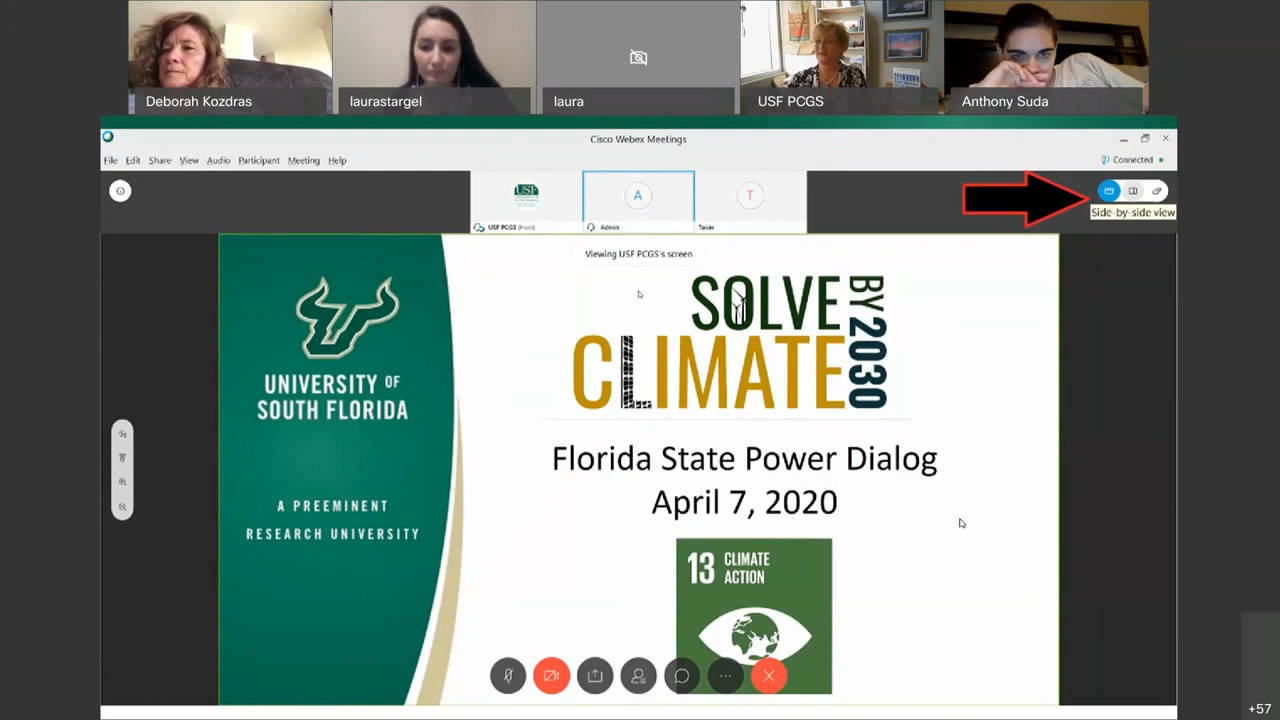 Deborah Kozdras
laurastargel
laura
USF PCGS
Anthony Suda
Cisco Webex Meetings
File Edit Share View Audio Participant Meeting Help
Connected
USF
A
T
Side-by-side view
USF PCGS (Host)
Admin
Tosin
Viewing USF PCGS's screen
SOLVE
CLIMATE
BY 2030
UNIVERSITY OF
SOUTH FLORIDA
A PREEMINENT
RESEARCH UNIVERSITY
Florida State Power Dialog
April 7, 2020
13 CLIMATE
ACTION
+57